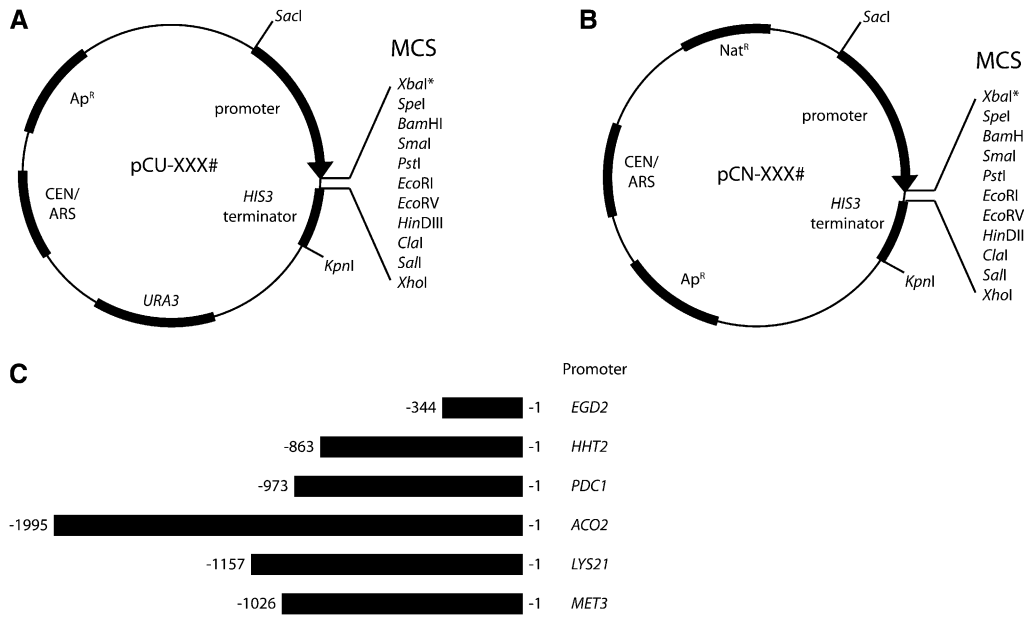 A
SacI
MCS
ApR
promoter
XbaI*
SpeI
BamHI
SmaI
PstI
EcoRI
EcoRV
HinDIII
ClaI
SalI
XhoI
pCU-XXX#
CEN/
ARS
HIS3
terminator
KpnI
URA3
B
SacI
MCS
NatR
promoter
XbaI*
SpeI
BamH
SmaI
PstI
EcoRI
EcoRV
HinDII
ClaI
SalI
XhoI
CEN/
ARS
pCN-XXX#
HIS3
terminator
KpnI
ApR
C
Promoter
-344 -1 EGD2
-863 -1 HHT2
-973 -1 PDC1
-1995 -1 ACO2
-1157 -1 LYS21
-1026 -1 MET3